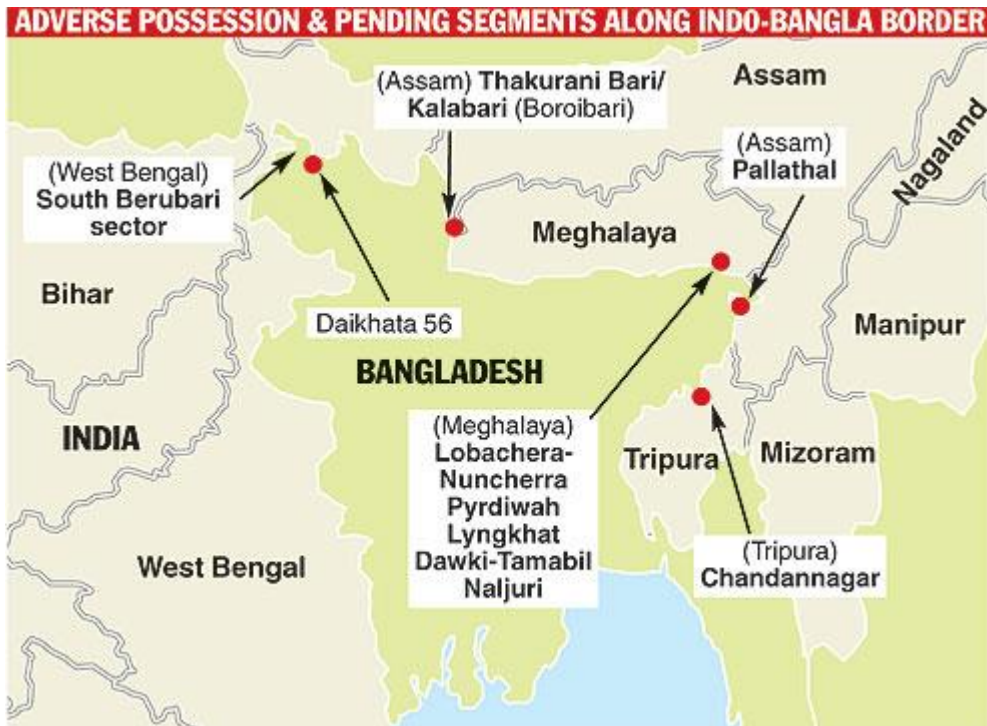 ADVERSE POSSESSION & PENDING SEGMENTS ALONG INDO-BANGLA BORDER
(Assam) Thakurani Bari/
Kalabari (Boroibari)
Assam
(Assam)
Pallathal
Nagaland
(West Bengal)
South Berubari
sector
Meghalaya
Bihar
Daikhata 56
Manipur
BANGLADESH
INDIA
(Meghalaya)
Lobachera-
Nuncherra
Pyrdiwah
Lyngkhat
Dawki-Tamabil
Naljuri
Tripura
Mizoram
West Bengal
(Tripura)
Chandannagar